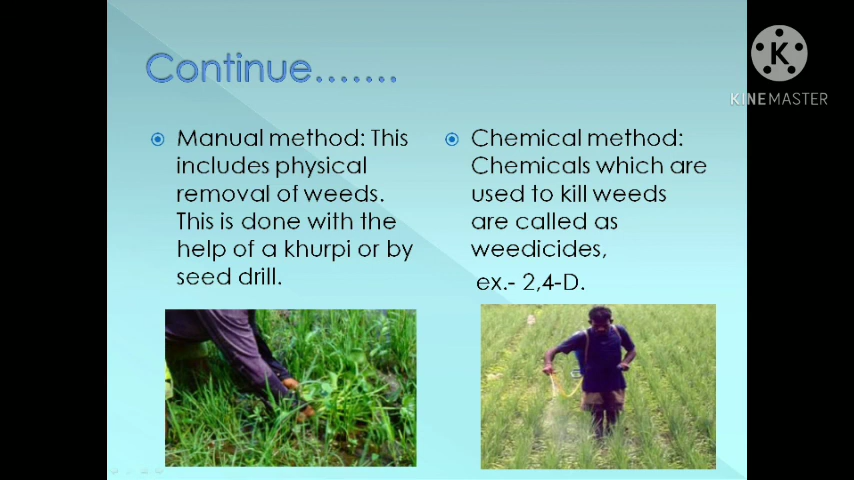 Continue.......
Manual method: This
includes physical
removal of weeds.
This is done with the
help of a khurpi or by
seed drill.
Chemical method:
Chemicals which are
used to kill weeds
are called as
weedicides,
ex.- 2,4-D.
K
KINEMASTER